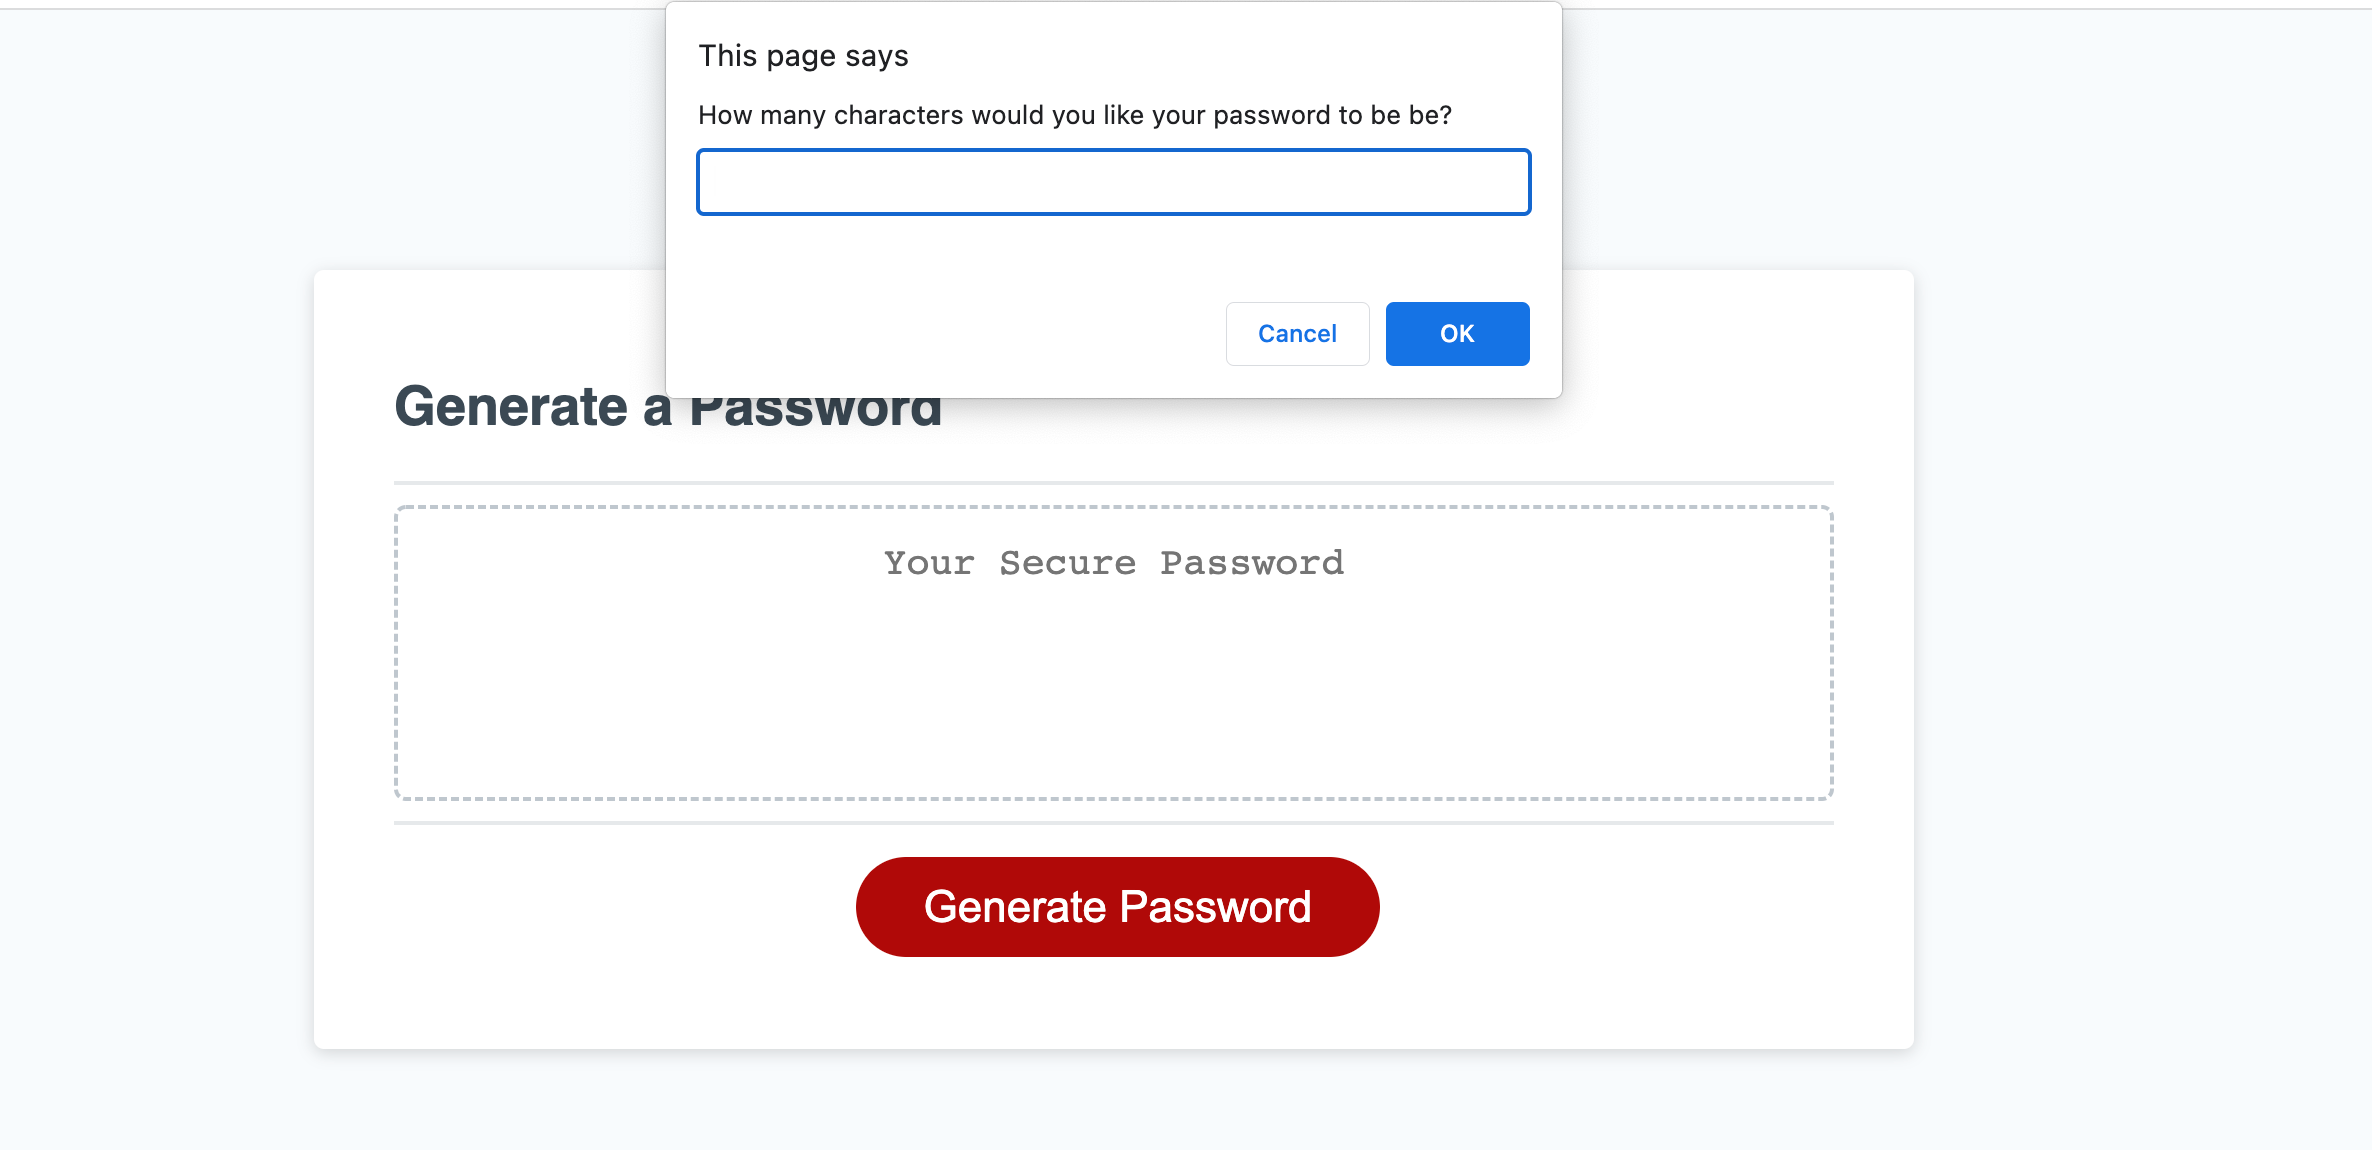 This page says
How many characters would you like your password to be be?
Cancel
OK
Generate a Password
Your Secure Password
Generate Password